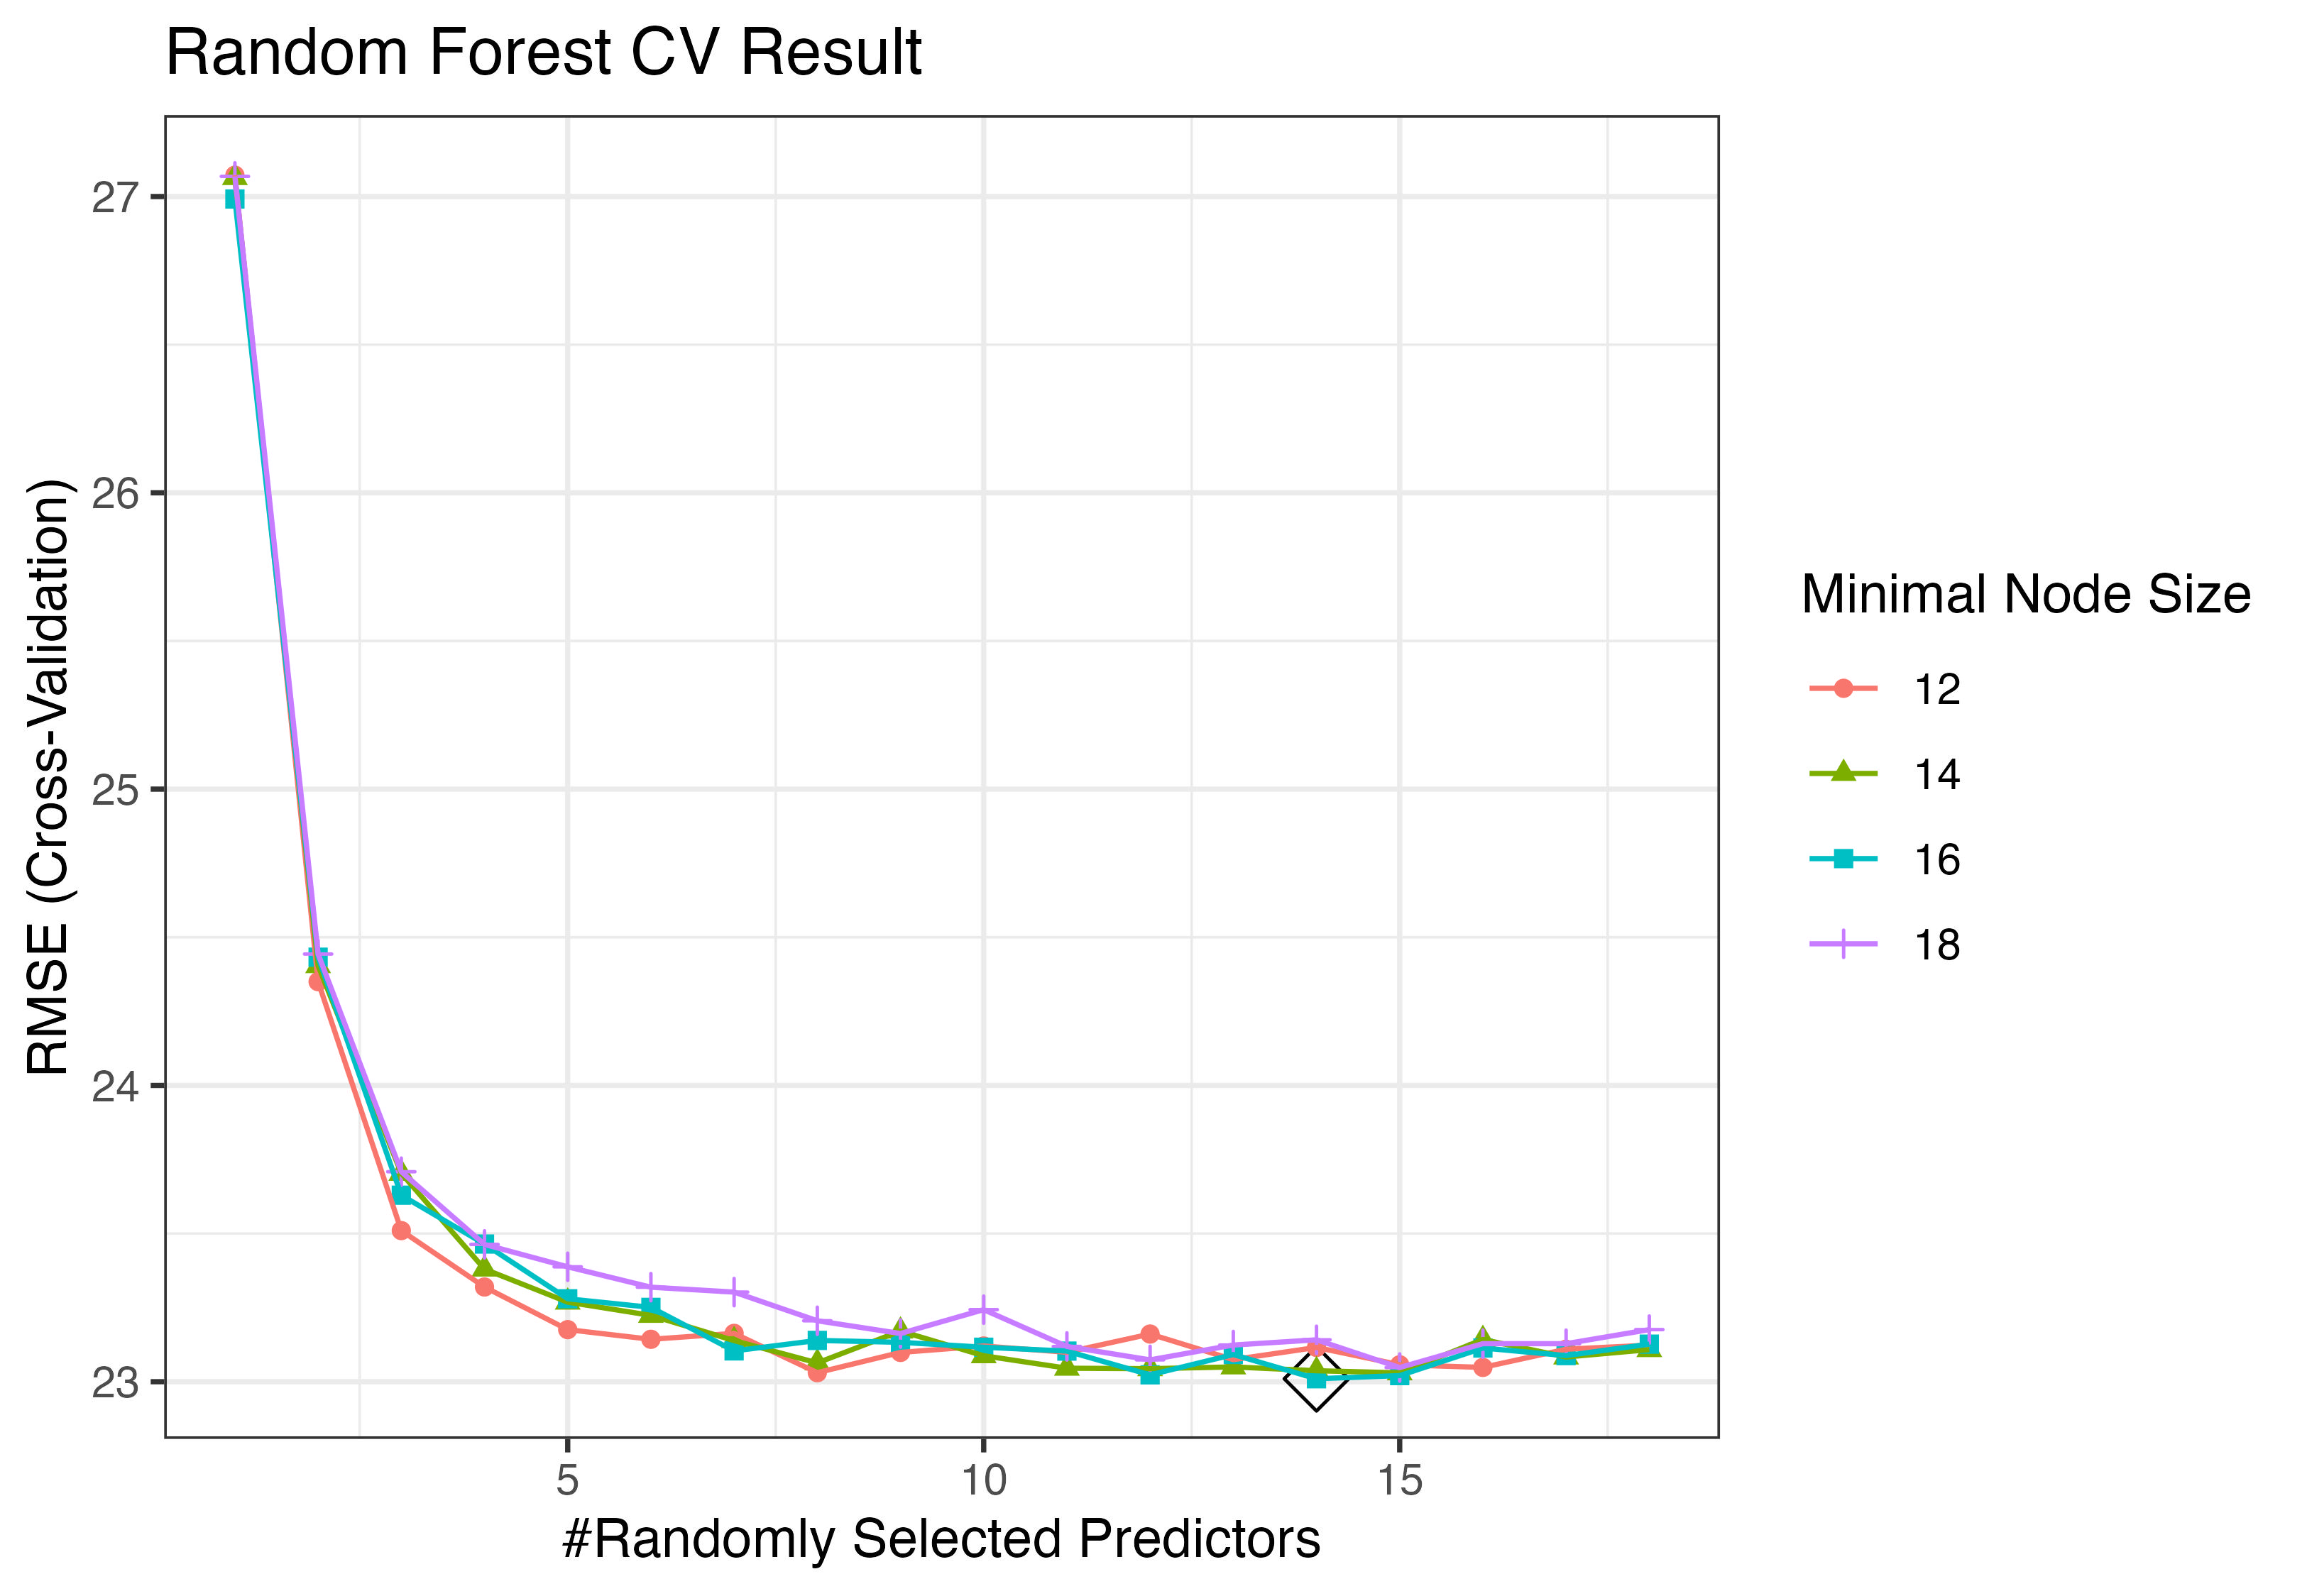 Random Forest CV Result
RMSE (Cross-Validation)
27
26
25
24
23
5 10 15
#Randomly Selected Predictors
Minimal Node Size
12
14
16
18